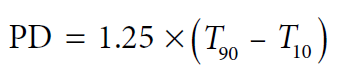 PD = 1.25 × (T₉₀ − T₁₀)